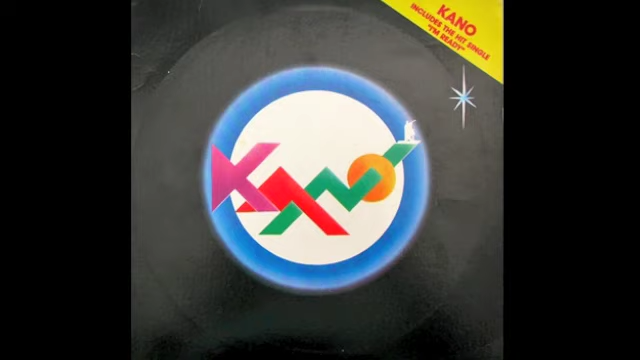 KANO
INCLUDES THE HIT SINGLE
"I'M READY"
KANO